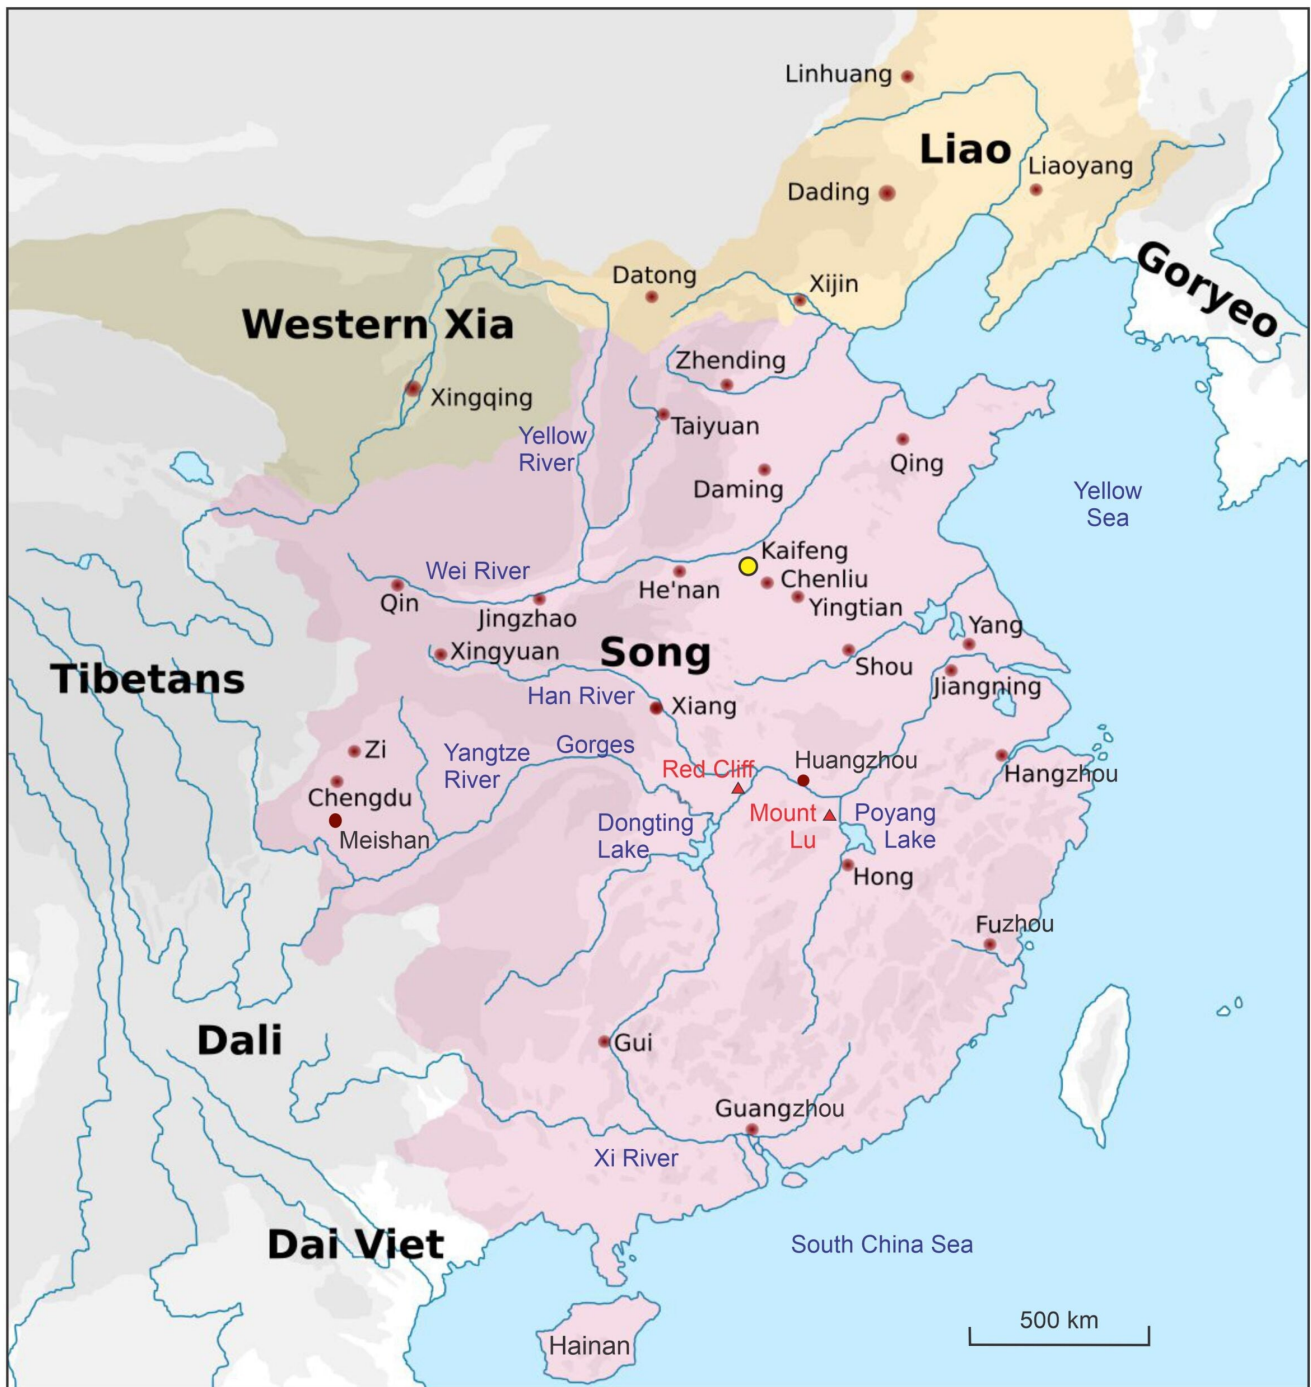 Linhuang
Liao
Liaoyang
Dading
Goryeo
Datong
Xijin
Western Xia
Zhending
Xingqing
Taiyuan
Yellow
River
Qing
Daming
Yellow
Sea
Kaifeng
Wei River
Chenliu
He'nan
Qin
Yingtian
Jingzhao
Yang
Xingyuan
Song
Shou
Tibetans
Jiangning
Han River
Xiang
Zi
Yangtze
River
Gorges
Red Cliff
Huangzhou
Hangzhou
Chengdu
Mount
Lu
Poyang
Lake
Dongting
Lake
Meishan
Hong
Fuzhou
Dali
Gui
Guangzhou
Xi River
Dai Viet
South China Sea
500 km
Hainan